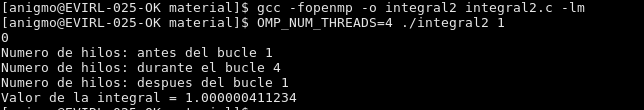 [anigmo@EVIRL-025-OK material]$ gcc -fopenmp -o integral2 integral2.c -lm
[anigmo@EVIRL-025-OK material]$ OMP_NUM_THREADS=4 ./integral2 1
0
Numero de hilos: antes del bucle 1
Numero de hilos: durante el bucle 4
Numero de hilos: despues del bucle 1
Valor de la integral = 1.000000411234